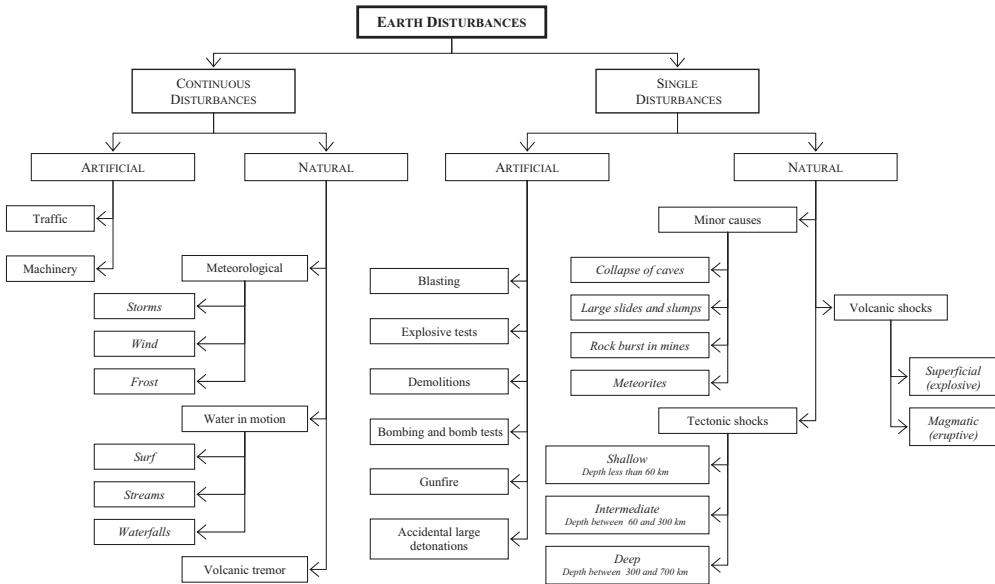 EARTH DISTURBANCES
CONTINUOUS
DISTURBANCES
SINGLE
DISTURBANCES
ARTIFICIAL
NATURAL
ARTIFICIAL
NATURAL
Traffic
Machinery
Meteorological
Storms
Wind
Frost
Water in motion
Surf
Streams
Waterfalls
Volcanic tremor
Blasting
Explosive tests
Demolitions
Bombing and bomb tests
Gunfire
Accidental large
detonations
Minor causes
Collapse of caves
Large slides and slumps
Rock burst in mines
Meteorites
Tectonic shocks
Shallow
Depth less than 60 km
Intermediate
Depth between 60 and 300 km
Deep
Depth between 300 and 700 km
Volcanic shocks
Superficial
(explosive)
Magmatic
(eruptive)